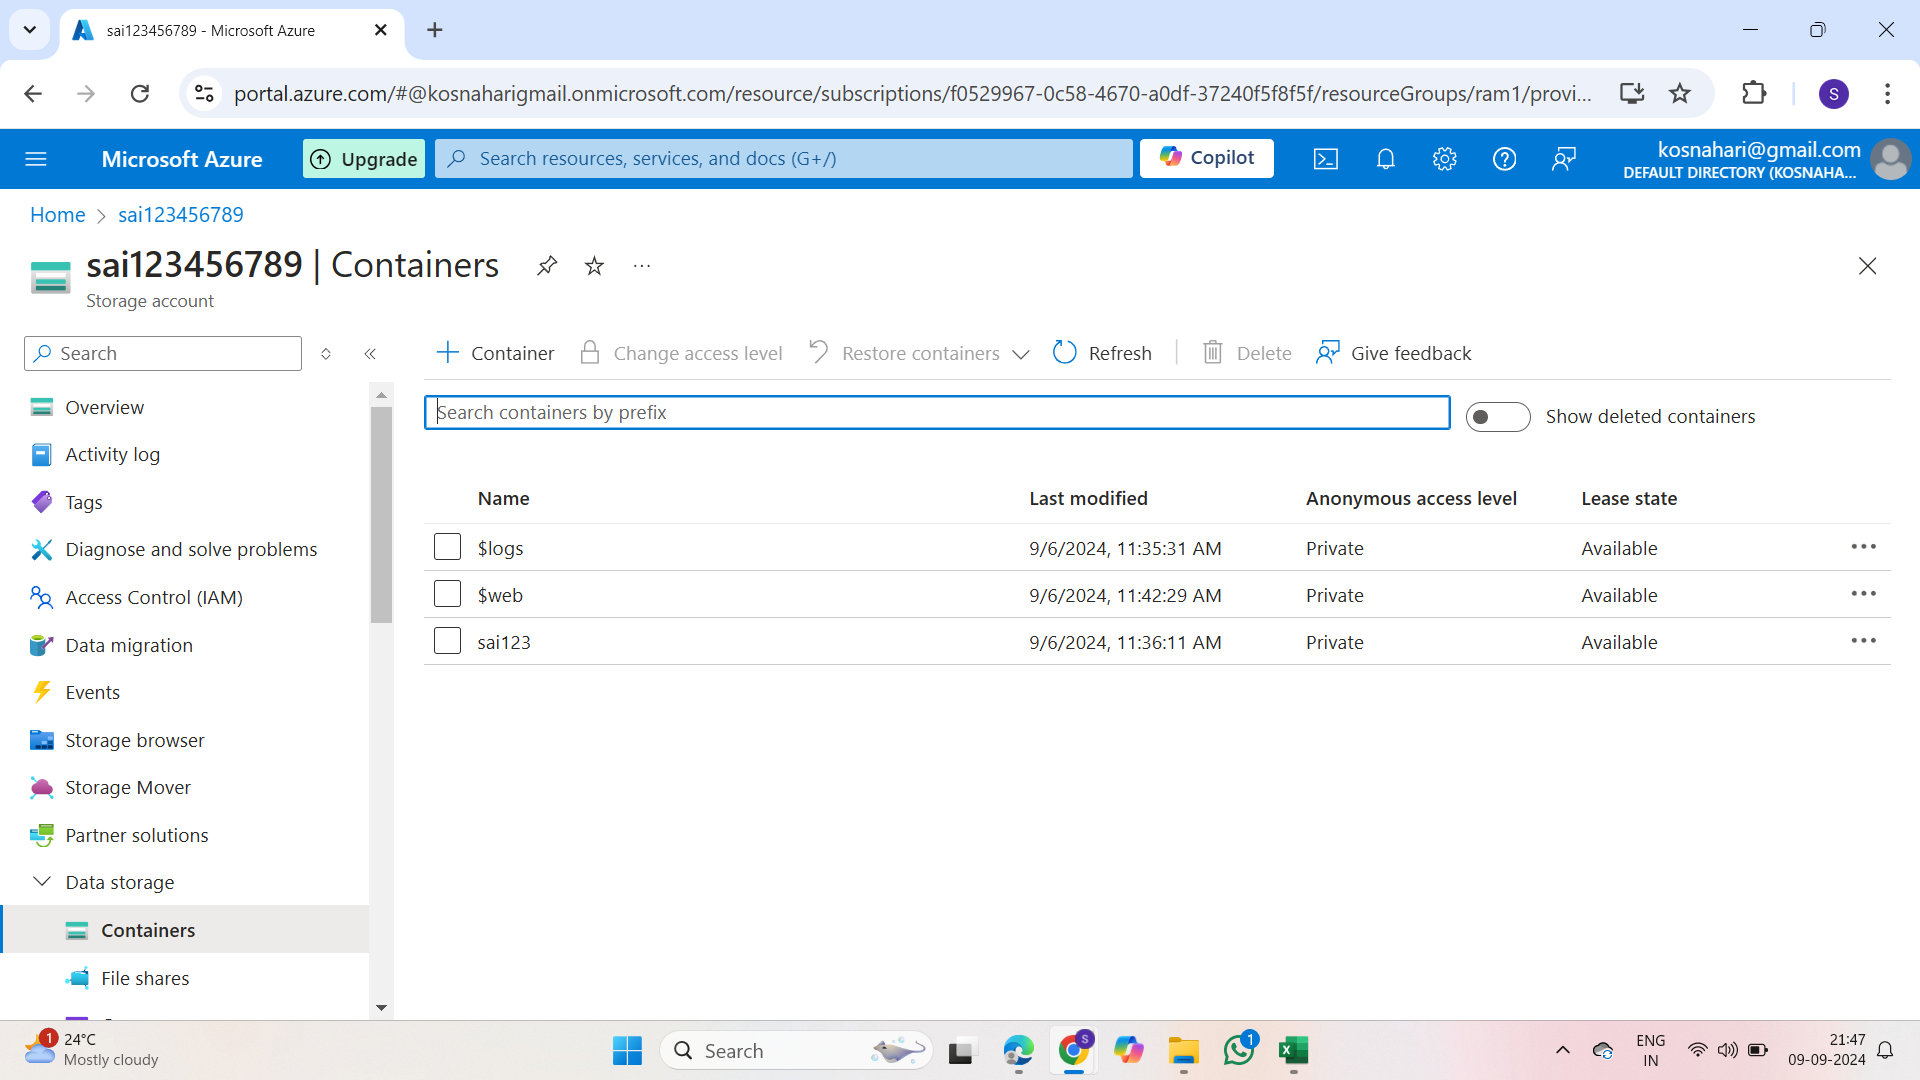 sai123456789 - Microsoft Azure
portal.azure.com/#@kosnaharigmail.onmicrosoft.com/resource/subscriptions/f0529967-0c58-4670-a0df-37240f5f8f5f/resourceGroups/ram1/provi...
S
Microsoft Azure
Upgrade
Search resources, services, and docs (G+/)
Copilot
kosnahari@gmail.com
DEFAULT DIRECTORY (KOSNAHA...
Home > sai123456789
sai123456789 | Containers
Storage account
Search
Container
Change access level
Restore containers
Refresh
Delete
Give feedback
Search containers by prefix
Show deleted containers
Name Last modified Anonymous access level Lease state
$logs 9/6/2024, 11:35:31 AM Private Available
$web 9/6/2024, 11:42:29 AM Private Available
sai123 9/6/2024, 11:36:11 AM Private Available
Overview
Activity log
Tags
Diagnose and solve problems
Access Control (IAM)
Data migration
Events
Storage browser
Storage Mover
Partner solutions
Data storage
Containers
File shares
1
24°C
Mostly cloudy
Search
S
1
ENG
IN
21:47
09-09-2024